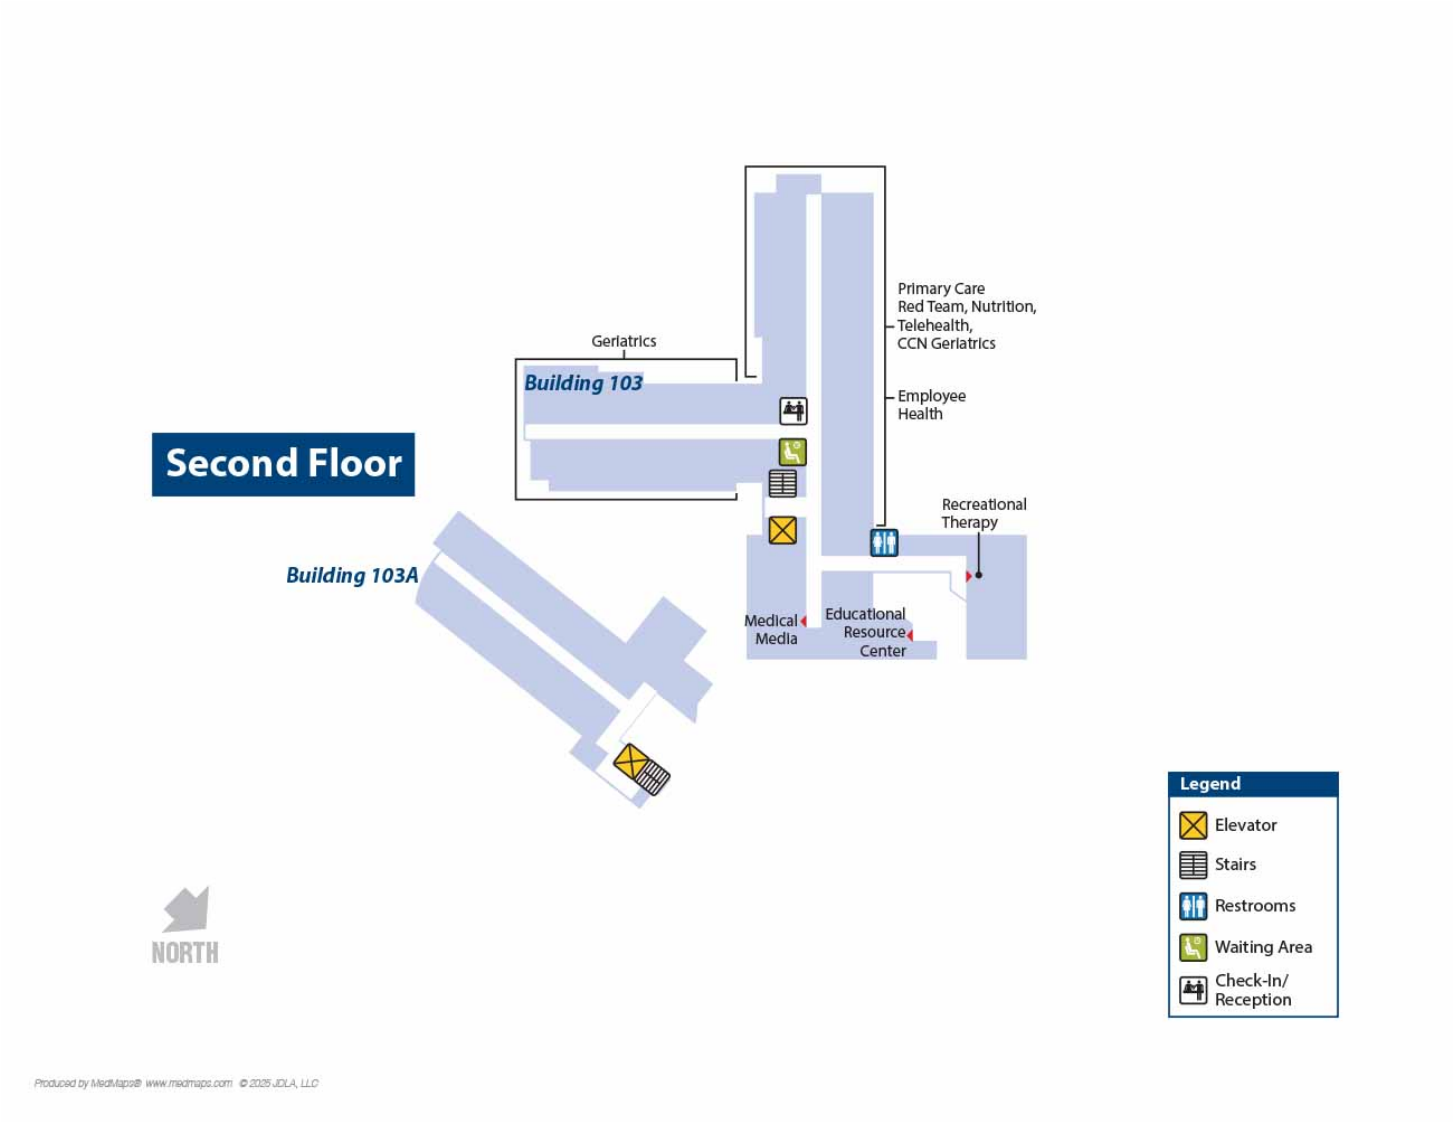 Primary Care
Red Team, Nutrition,
Telehealth,
CCN Geriatrics
Geriatrics
Building 103
Employee
Health
Second Floor
Recreational
Therapy
Building 103A
Medical
Media
Educational
Resource
Center
Legend
Elevator
Stairs
Restrooms
Waiting Area
Check-In/
Reception
NORTH
Produced by MedMaps® www.medmaps.com © 2025 JDLA, LLC